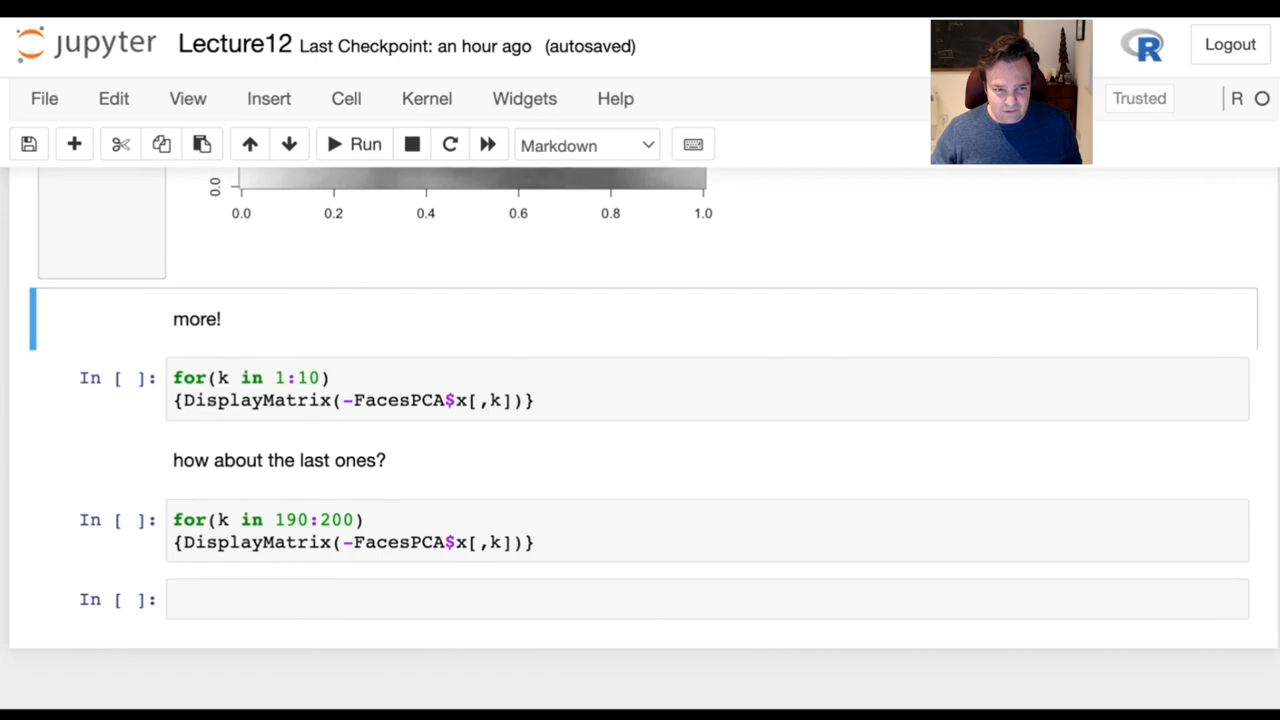 jupyter Lecture12 Last Checkpoint: an hour ago (autosaved) R Logout
File Edit View Insert Cell Kernel Widgets Help Trusted R
Run Markdown
0.0
0.0 0.2 0.4 0.6 0.8 1.0
more!
In [ ]: for(k in 1:10)
{DisplayMatrix(-FacesPCA$x[,k])}
how about the last ones?
In [ ]: for(k in 190:200)
{DisplayMatrix(-FacesPCA$x[,k])}
In [ ]: